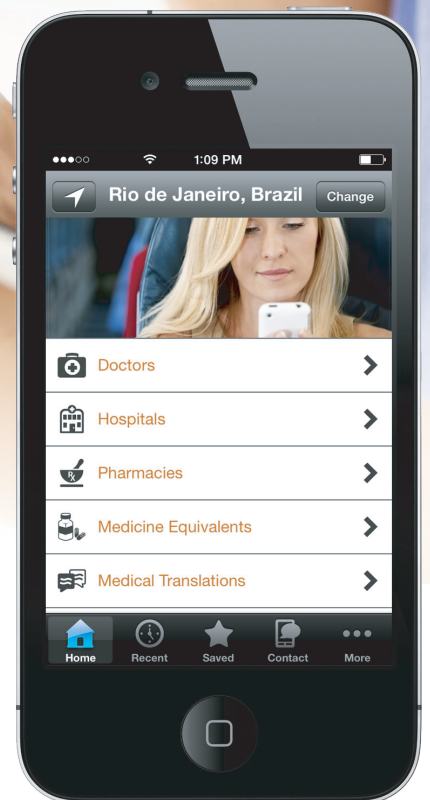 1:09 PM
Rio de Janeiro, Brazil Change
Doctors
Hospitals
Rx Pharmacies
Medicine Equivalents
Medical Translations
Home Recent Saved Contact More